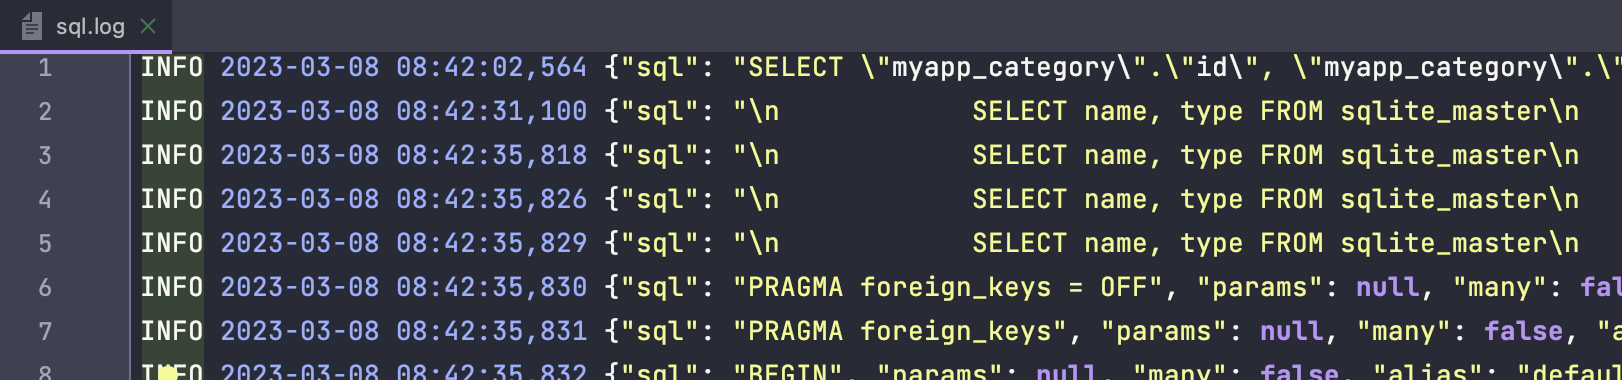 sql.log
1 INFO 2023-03-08 08:42:02,564 {"sql": "SELECT \"myapp_category\".\"id\", \"myapp_category\".\"
2 INFO 2023-03-08 08:42:31,100 {"sql": "\n            SELECT name, type FROM sqlite_master\n
3 INFO 2023-03-08 08:42:35,818 {"sql": "\n            SELECT name, type FROM sqlite_master\n
4 INFO 2023-03-08 08:42:35,826 {"sql": "\n            SELECT name, type FROM sqlite_master\n
5 INFO 2023-03-08 08:42:35,829 {"sql": "\n            SELECT name, type FROM sqlite_master\n
6 INFO 2023-03-08 08:42:35,830 {"sql": "PRAGMA foreign_keys = OFF", "params": null, "many": fal
7 INFO 2023-03-08 08:42:35,831 {"sql": "PRAGMA foreign_keys", "params": null, "many": false, "a
8 INFO 2023-03-08 08:42:35,832 {"sql": "BEGIN", "params": null, "many": false, "alias": "defau